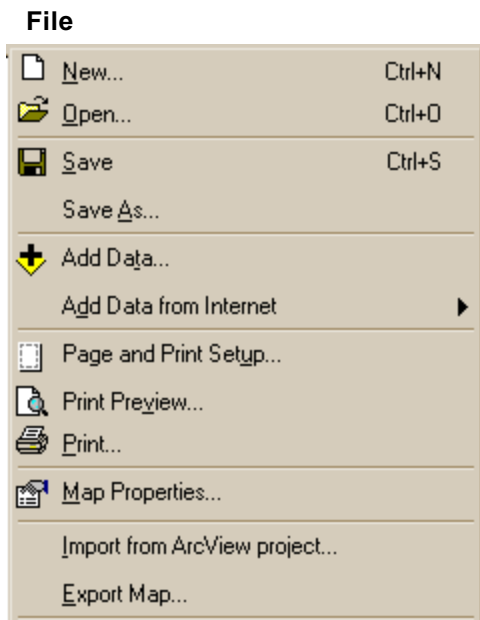 File
New... Ctrl+N
Open... Ctrl+O
Save Ctrl+S
Save As...
Add Data...
Add Data from Internet
Page and Print Setup...
Print Preview...
Print...
Map Properties...
Import from ArcView project...
Export Map...